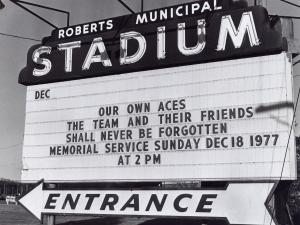 ROBERTS MUNICIPAL
STADIUM
DEC
OUR OWN ACES
THE TEAM AND THEIR FRIENDS
SHALL NEVER BE FORGOTTEN
MEMORIAL SERVICE SUNDAY DEC 18 1977
AT 2 PM
ENTRANCE